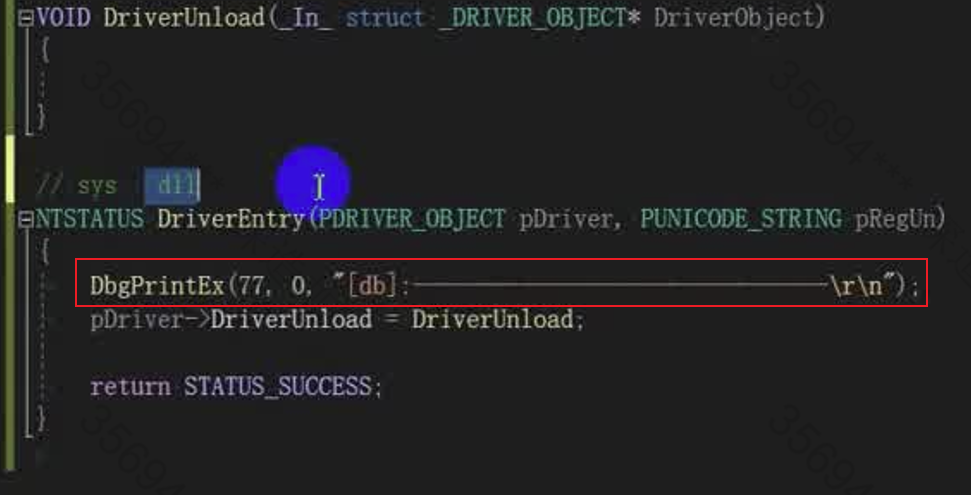 VOID DriverUnload(_In_ struct _DRIVER_OBJECT* DriverObject)
{
}
// sys dll
NTSTATUS DriverEntry(PDRIVER_OBJECT pDriver, PUNICODE_STRING pRegUn)
{
DbgPrintEx(77, 0, "[db]:———————————————\r\n");
pDriver->DriverUnload = DriverUnload;
return STATUS_SUCCESS;
}